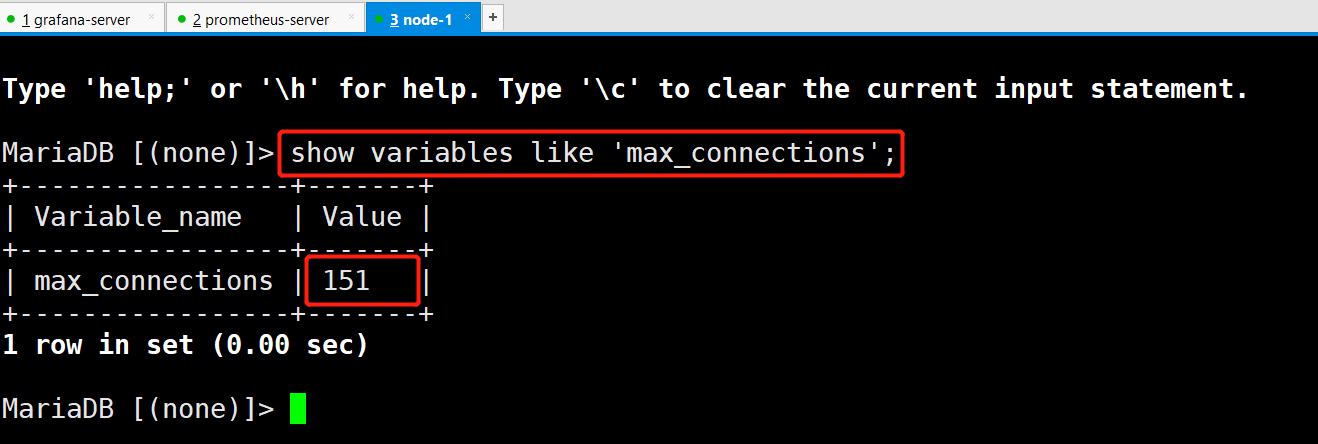 1 grafana-server × 2 prometheus-server × 3 node-1 × +
Type 'help;' or '\h' for help. Type '\c' to clear the current input statement.
MariaDB [(none)]> show variables like 'max_connections';
+-----------------+-------+
| Variable_name   | Value |
+-----------------+-------+
| max_connections | 151   |
+-----------------+-------+
1 row in set (0.00 sec)
MariaDB [(none)]>